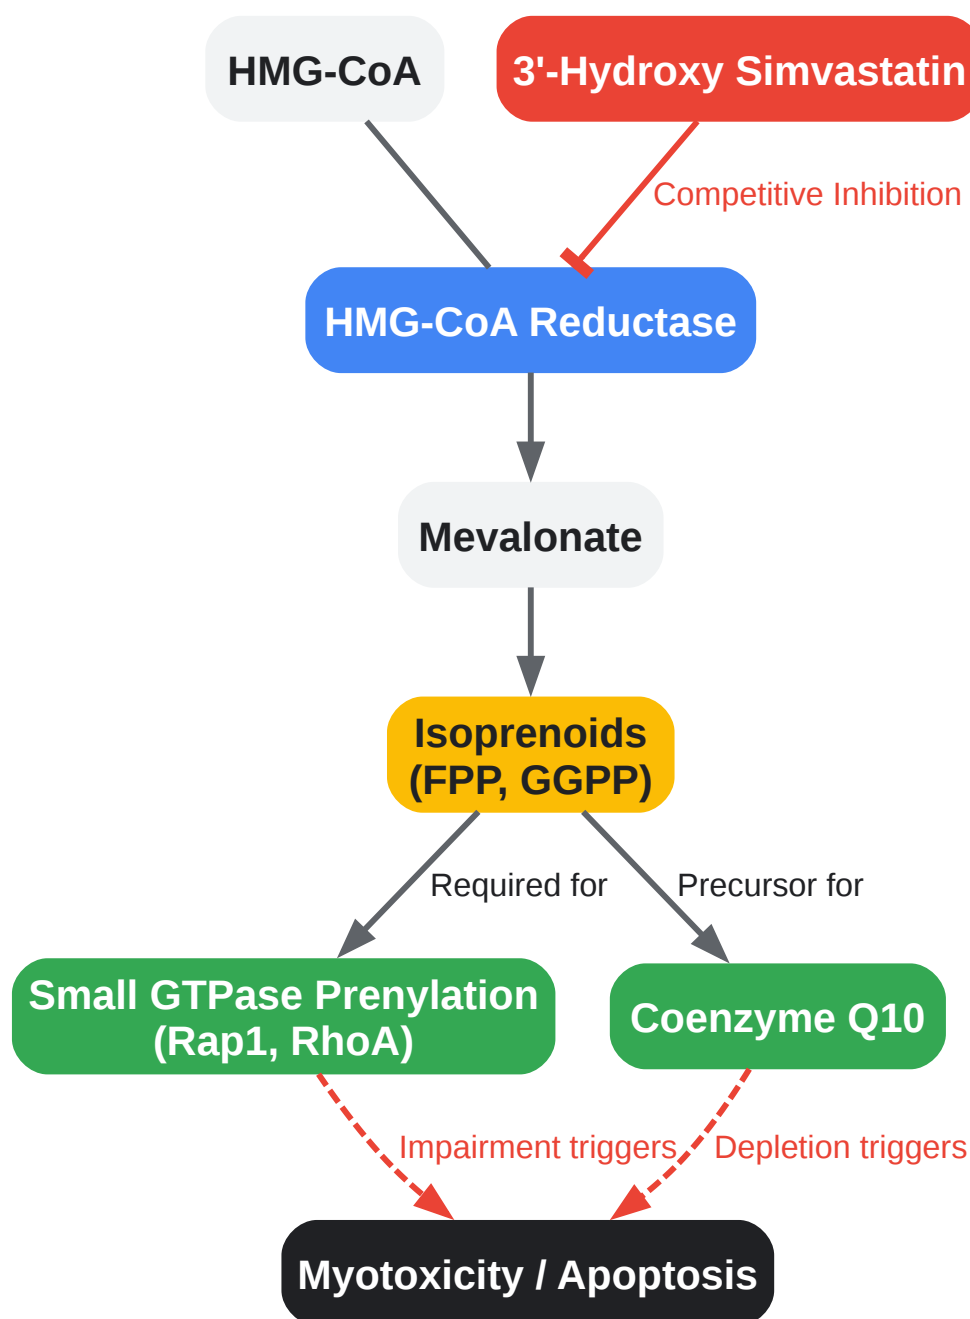 HMG-CoA
3'-Hydroxy Simvastatin
Competitive Inhibition
HMG-CoA Reductase
Mevalonate
Isoprenoids
(FPP, GGPP)
Required for
Precursor for
Small GTPase Prenylation
(Rap1, RhoA)
Coenzyme Q10
Impairment triggers
Depletion triggers
Myotoxicity / Apoptosis